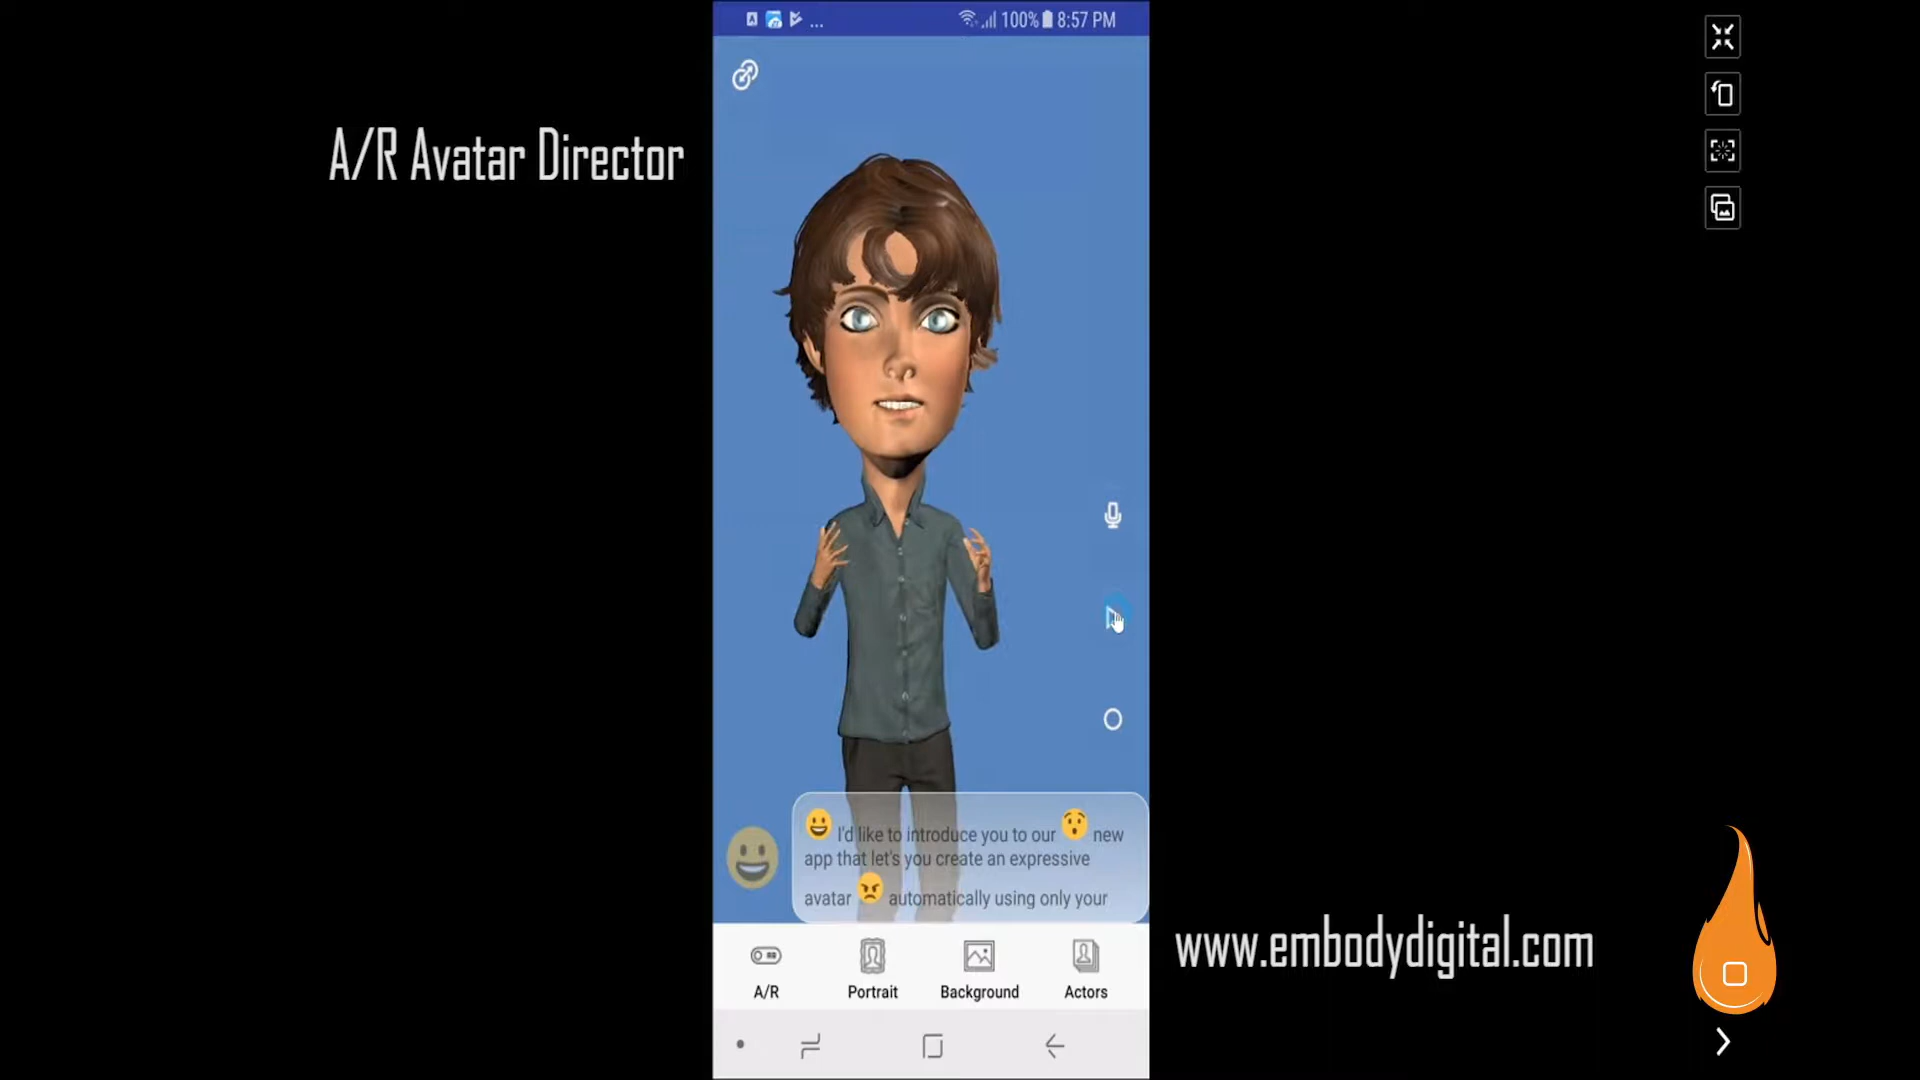 ... 100% 8:57 PM
A/R Avatar Director
😀 I'd like to introduce you to our 😯 new
app that let's you create an expressive
avatar 😠 automatically using only your
A/R Portrait Background Actors
www.embodydigital.com